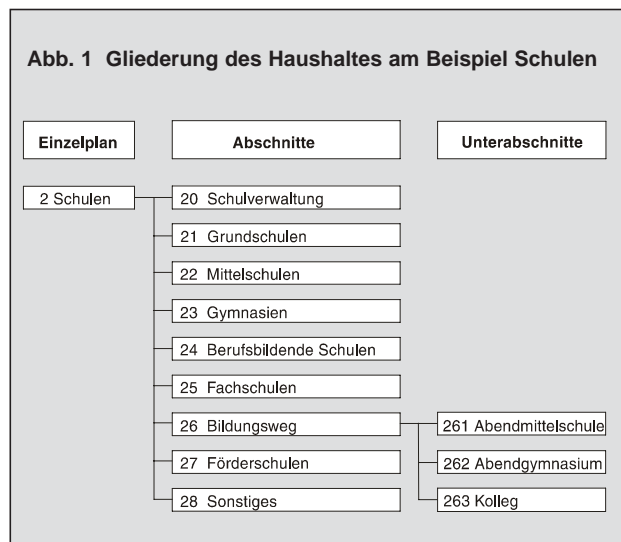 Abb. 1 Gliederung des Haushaltes am Beispiel Schulen
Einzelplan
Abschnitte
Unterabschnitte
2 Schulen
20 Schulverwaltung
21 Grundschulen
22 Mittelschulen
23 Gymnasien
24 Berufsbildende Schulen
25 Fachschulen
26 Bildungsweg
261 Abendmittelschule
27 Förderschulen
262 Abendgymnasium
28 Sonstiges
263 Kolleg